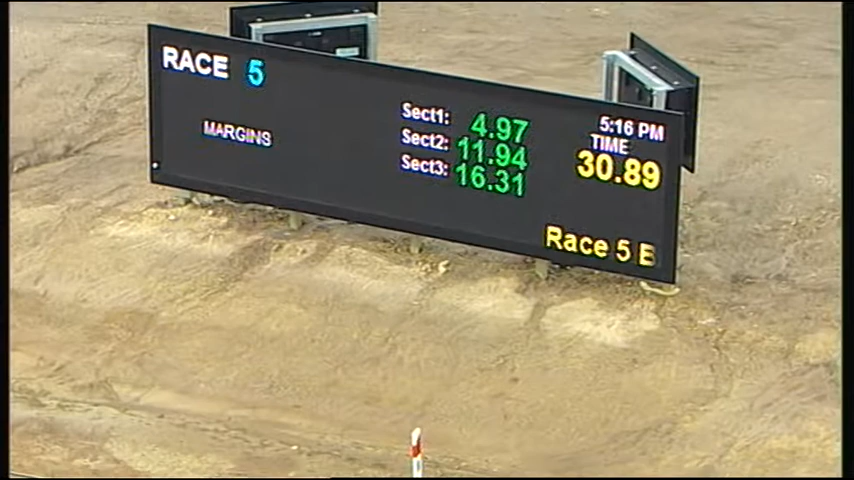 RACE 5
MARGINS
Sect1: 4.97
Sect2: 11.94
Sect3: 16.31
5:16 PM
TIME
30.89
Race 5 E